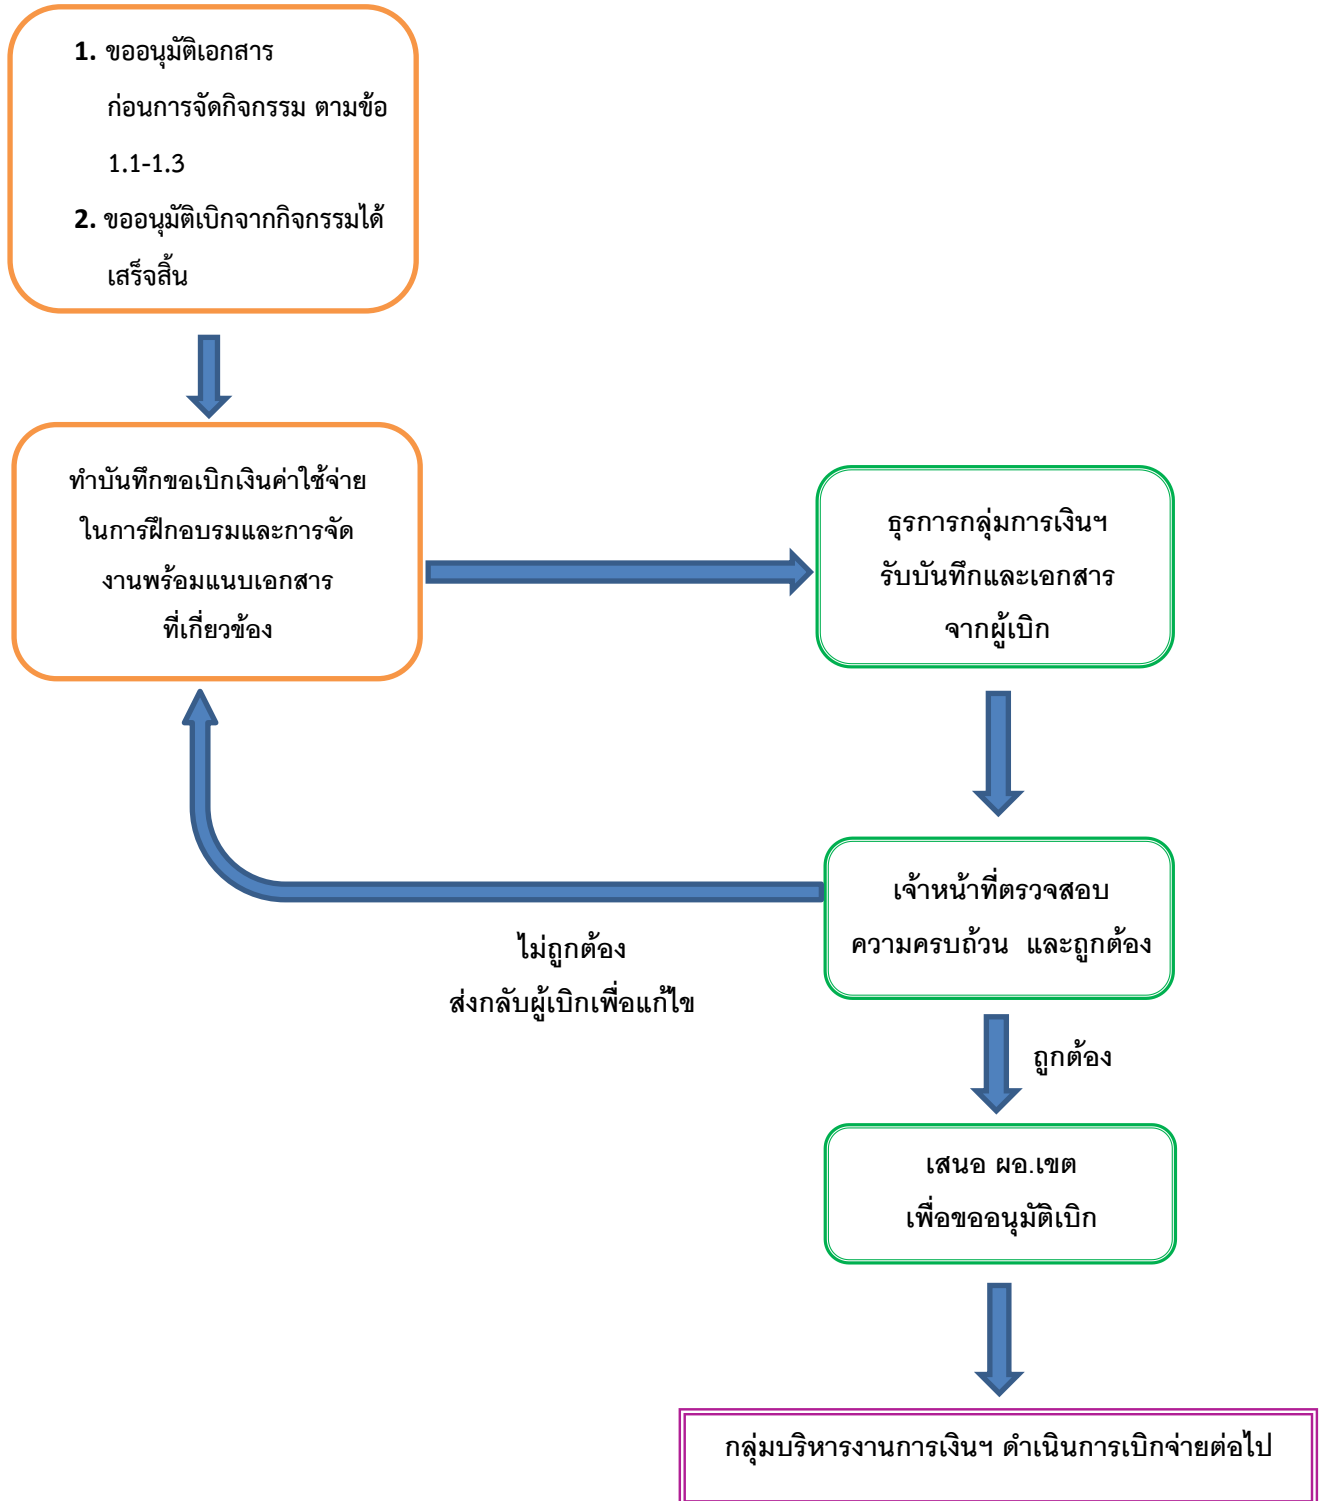 1. ขออนุมัติเอกสาร
ก่อนการจัดกิจกรรม ตามข้อ
1.1-1.3
2. ขออนุมัติเบิกจากกิจกรรมได้
เสร็จสิ้น
ทำบันทึกขอเบิกเงินค่าใช้จ่าย
ในการฝึกอบรมและการจัด
งานพร้อมแนบเอกสาร
ที่เกี่ยวข้อง
ธุรการกลุ่มการเงินฯ
รับบันทึกและเอกสาร
จากผู้เบิก
เจ้าหน้าที่ตรวจสอบ
ความครบถ้วน และถูกต้อง
ไม่ถูกต้อง
ส่งกลับผู้เบิกเพื่อแก้ไข
ถูกต้อง
เสนอ ผอ.เขต
เพื่อขออนุมัติเบิก
กลุ่มบริหารงานการเงินฯ ดำเนินการเบิกจ่ายต่อไป